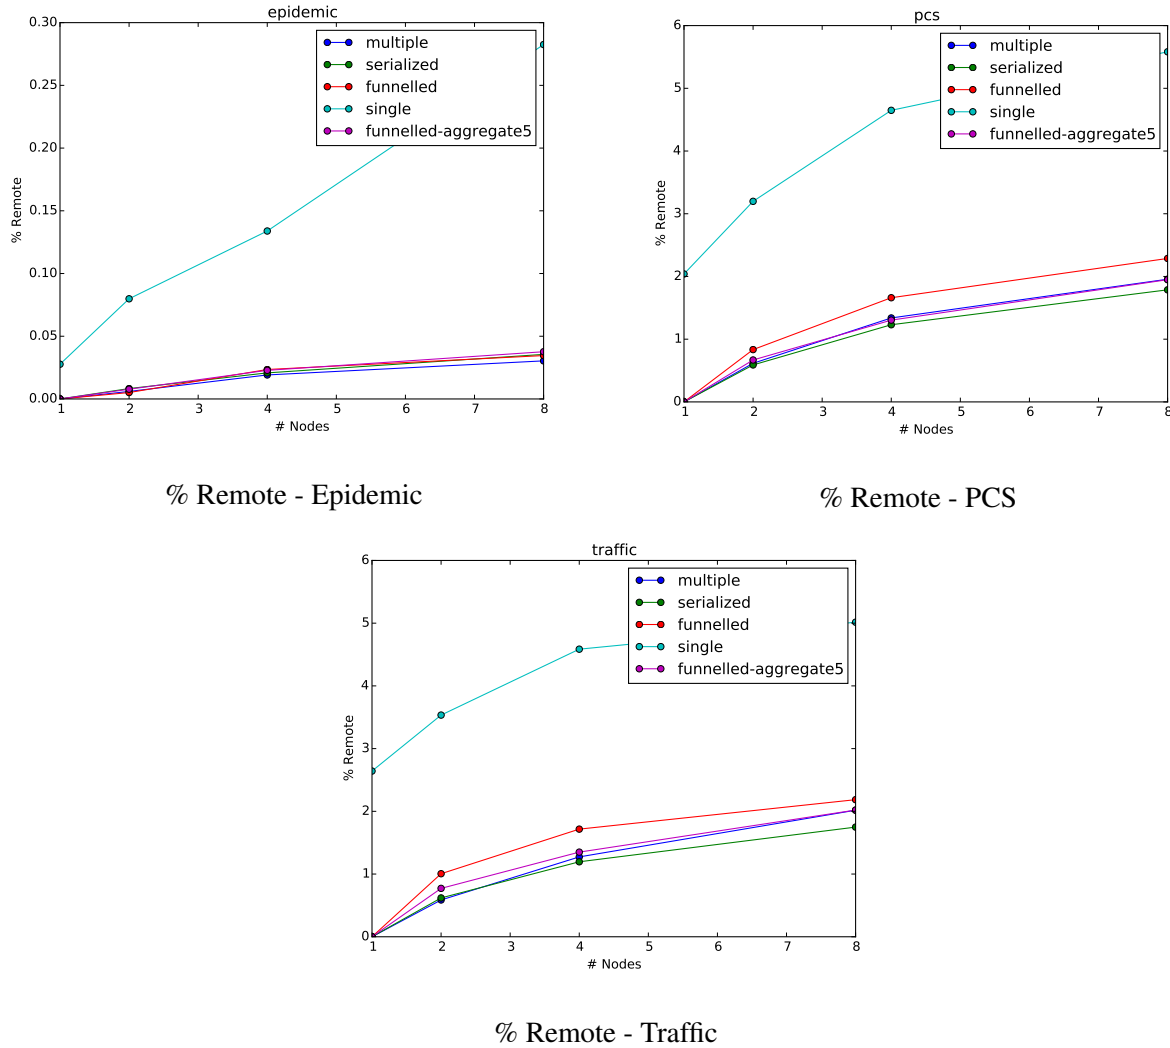 epidemic
0.30
0.25
0.20
0.15
0.10
0.05
0.00
% Remote
1 2 3 4 5 6 7 8
# Nodes
multiple
serialized
funnelled
single
funnelled-aggregate5
% Remote - Epidemic
pcs
6
5
4
3
2
1
0
% Remote
1 2 3 4 5 6 7 8
# Nodes
multiple
serialized
funnelled
single
funnelled-aggregate5
% Remote - PCS
traffic
6
5
4
3
2
1
0
% Remote
1 2 3 4 5 6 7 8
# Nodes
multiple
serialized
funnelled
single
funnelled-aggregate5
% Remote - Traffic